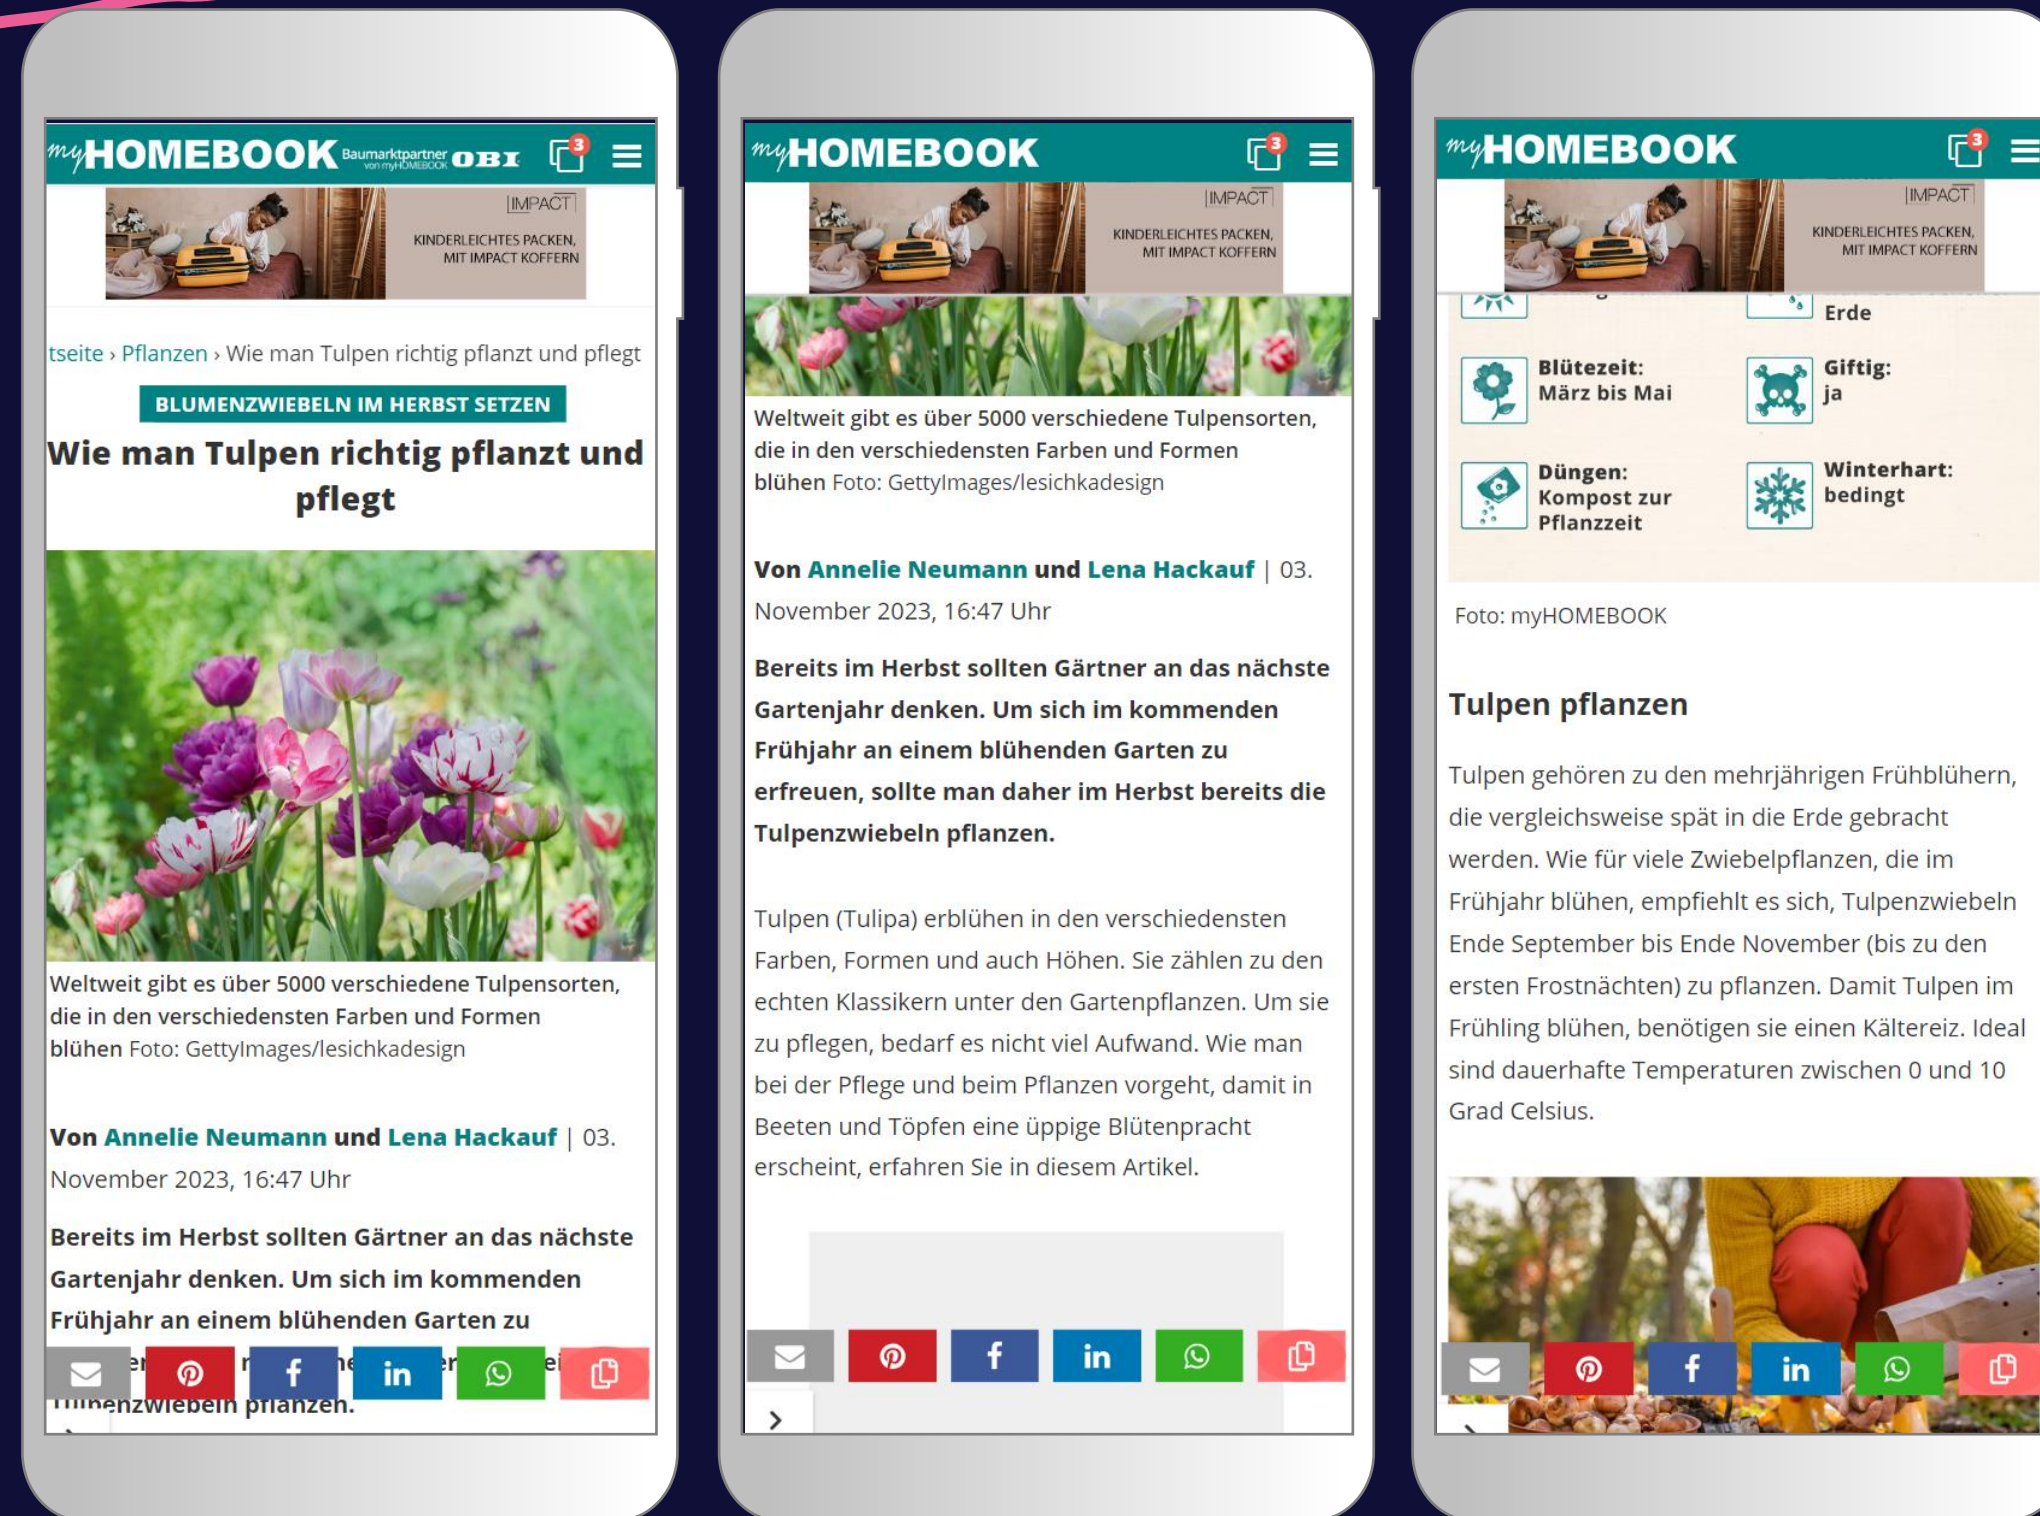 myHOMEBOOK Baumarktpartner von myHOMEBOOK OBI 3
|IMPACT|
KINDERLEICHTES PACKEN,
MIT IMPACT KOFFERN
tseite › Pflanzen › Wie man Tulpen richtig pflanzt und pflegt
BLUMENZWIEBELN IM HERBST SETZEN
Wie man Tulpen richtig pflanzt und
pflegt
Weltweit gibt es über 5000 verschiedene Tulpensorten,
die in den verschiedensten Farben und Formen
blühen Foto: GettyImages/lesichkadesign
Von Annelie Neumann und Lena Hackauf | 03.
November 2023, 16:47 Uhr
Bereits im Herbst sollten Gärtner an das nächste
Gartenjahr denken. Um sich im kommenden
Frühjahr an einem blühenden Garten zu
Tulpenzwiebeln pflanzen.
myHOMEBOOK 3
|IMPACT|
KINDERLEICHTES PACKEN,
MIT IMPACT KOFFERN
Weltweit gibt es über 5000 verschiedene Tulpensorten,
die in den verschiedensten Farben und Formen
blühen Foto: GettyImages/lesichkadesign
Von Annelie Neumann und Lena Hackauf | 03.
November 2023, 16:47 Uhr
Bereits im Herbst sollten Gärtner an das nächste
Gartenjahr denken. Um sich im kommenden
Frühjahr an einem blühenden Garten zu
erfreuen, sollte man daher im Herbst bereits die
Tulpenzwiebeln pflanzen.
Tulpen (Tulipa) erblühen in den verschiedensten
Farben, Formen und auch Höhen. Sie zählen zu den
echten Klassikern unter den Gartenpflanzen. Um sie
zu pflegen, bedarf es nicht viel Aufwand. Wie man
bei der Pflege und beim Pflanzen vorgeht, damit in
Beeten und Töpfen eine üppige Blütenpracht
erscheint, erfahren Sie in diesem Artikel.
myHOMEBOOK 3
|IMPACT|
KINDERLEICHTES PACKEN,
MIT IMPACT KOFFERN
Erde
Blütezeit:
März bis Mai
Giftig:
ja
Düngen:
Kompost zur
Pflanzzeit
Winterhart:
bedingt
Foto: myHOMEBOOK
Tulpen pflanzen
Tulpen gehören zu den mehrjährigen Frühblühern,
die vergleichsweise spät in die Erde gebracht
werden. Wie für viele Zwiebelpflanzen, die im
Frühjahr blühen, empfiehlt es sich, Tulpenzwiebeln
Ende September bis Ende November (bis zu den
ersten Frostnächten) zu pflanzen. Damit Tulpen im
Frühling blühen, benötigen sie einen Kältereiz. Ideal
sind dauerhafte Temperaturen zwischen 0 und 10
Grad Celsius.